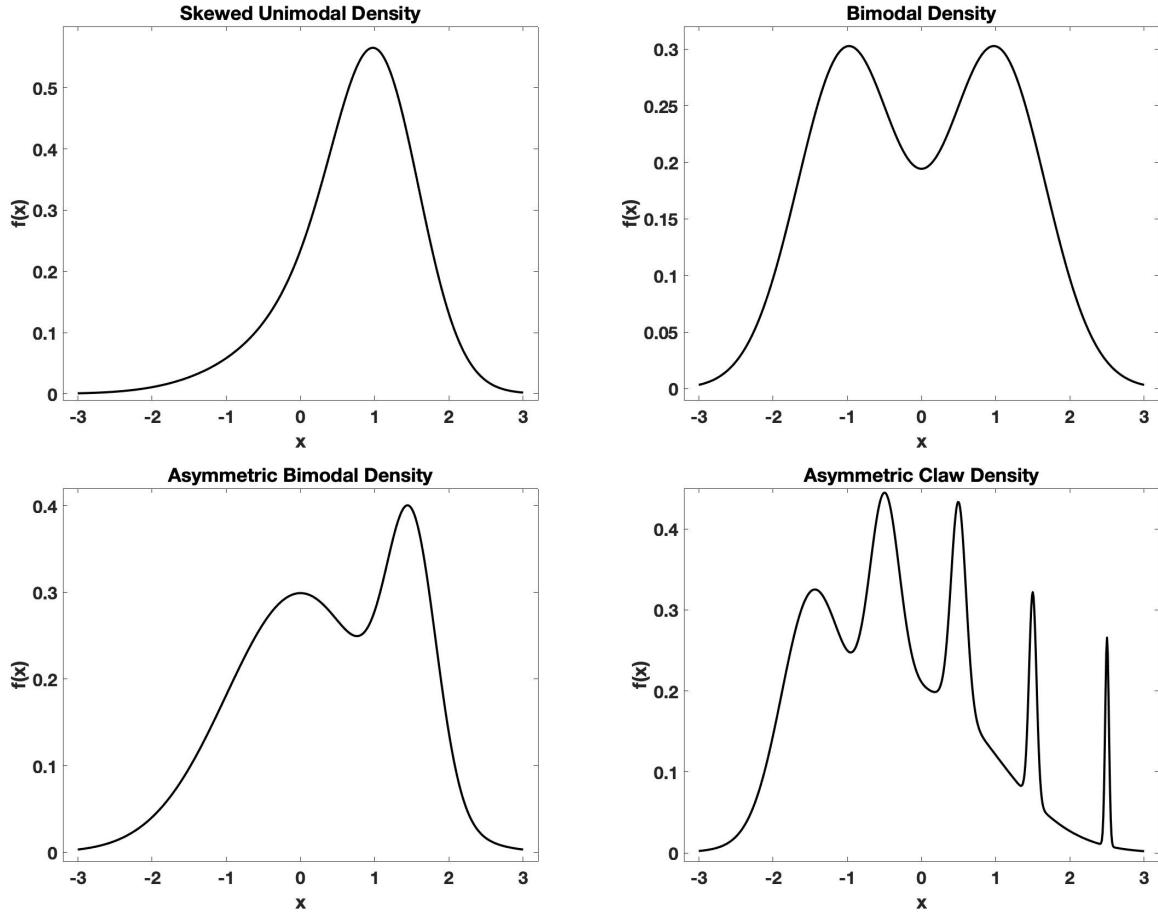 Skewed Unimodal Density
0.5
0.4
0.3
0.2
0.1
0
f(x)
-3 -2 -1 0 1 2 3
x
Bimodal Density
0.3
0.25
0.2
0.15
0.1
0.05
0
f(x)
-3 -2 -1 0 1 2 3
x
Asymmetric Bimodal Density
0.4
0.3
0.2
0.1
0
f(x)
-3 -2 -1 0 1 2 3
x
Asymmetric Claw Density
0.4
0.3
0.2
0.1
0
f(x)
-3 -2 -1 0 1 2 3
x